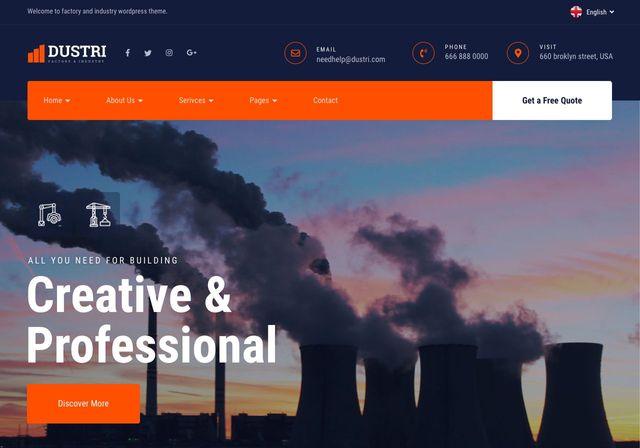 Welcome to factory and industry wordpress theme.
English
DUSTRI
FACTORY & INDUSTRY
EMAIL
needhelp@dustri.com
PHONE
666 888 0000
VISIT
660 broklyn street, USA
Home
About Us
Serivces
Pages
Contact
Get a Free Quote
ALL YOU NEED FOR BUILDING
Creative &
Professional
Discover More